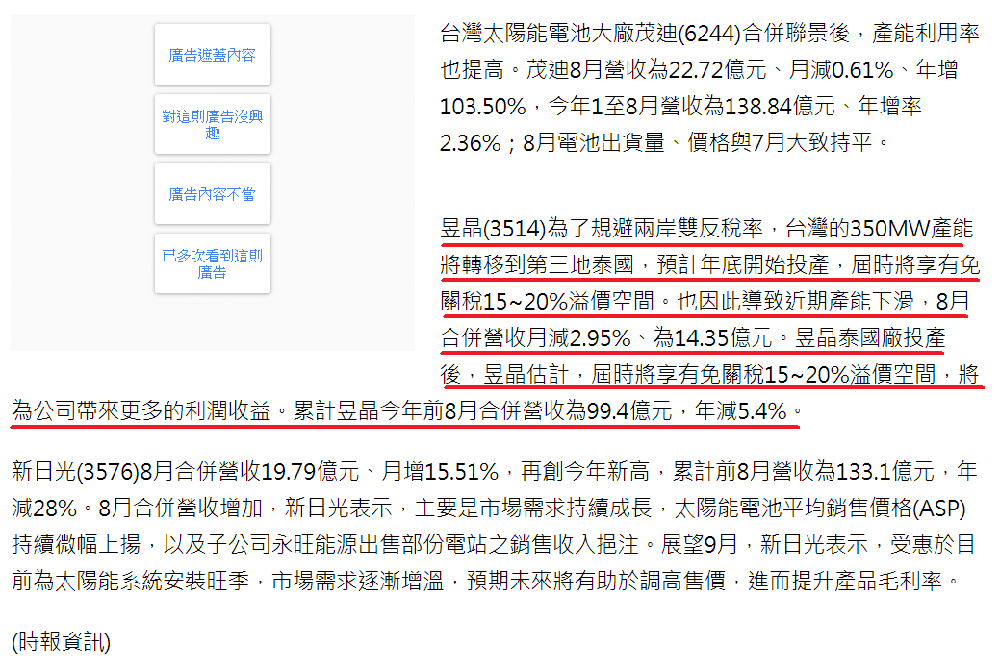 廣告遮蓋內容
對這則廣告沒興
趣
廣告內容不當
已多次看到這則
廣告
台灣太陽能電池大廠茂迪(6244)合併聯景後，產能利用率
也提高。茂迪8月營收為22.72億元、月減0.61%、年增
103.50%，今年1至8月營收為138.84億元、年增率
2.36%；8月電池出貨量、價格與7月大致持平。
昱晶(3514)為了規避兩岸雙反稅率，台灣的350MW產能
將轉移到第三地泰國，預計年底開始投產，屆時將享有免
關稅15~20%溢價空間。也因此導致近期產能下滑，8月
合併營收月減2.95%、為14.35億元。昱晶泰國廠投產
後，昱晶估計，屆時將享有免關稅15~20%溢價空間，將
為公司帶來更多的利潤收益。累計昱晶今年前8月合併營收為99.4億元，年減5.4%。
新日光(3576)8月合併營收19.79億元、月增15.51%，再創今年新高，累計前8月營收為133.1億元，年
減28%。8月合併營收增加，新日光表示，主要是市場需求持續成長，太陽能電池平均銷售價格(ASP)
持續微幅上揚，以及子公司永旺能源出售部份電站之銷售收入挹注。展望9月，新日光表示，受惠於目
前為太陽能系統安裝旺季，市場需求逐漸增溫，預期未來將有助於調高售價，進而提升產品毛利率。
(時報資訊)